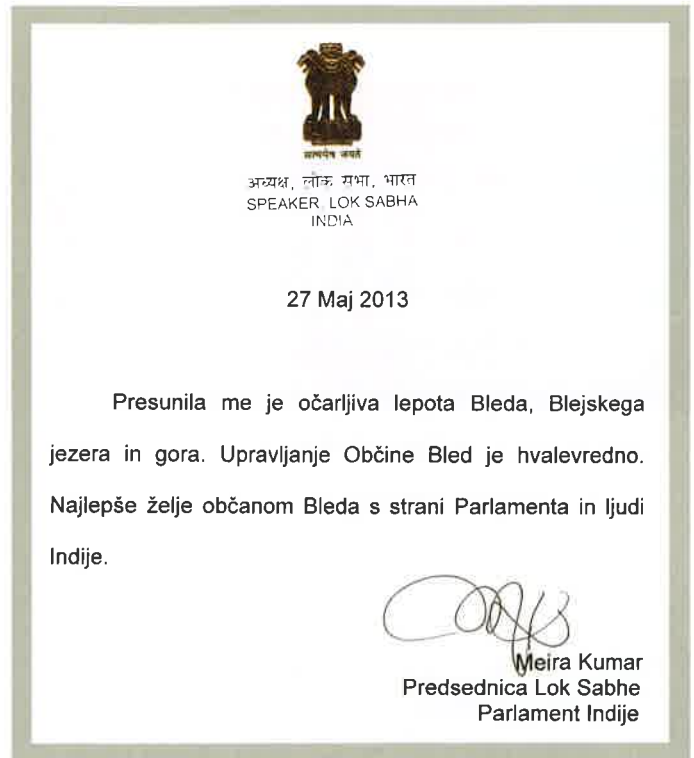 सत्यमेव जयते
अध्यक्ष, लोक सभा, भारत
SPEAKER, LOK SABHA
INDIA
27 Maj 2013
Presunila me je očarljiva lepota Bleda, Blejskega
jezera in gora. Upravljanje Občine Bled je hvalevredno.
Najlepše želje občanom Bleda s strani Parlamenta in ljudi
Indije.
Meira Kumar
Predsednica Lok Sabhe
Parlament Indije